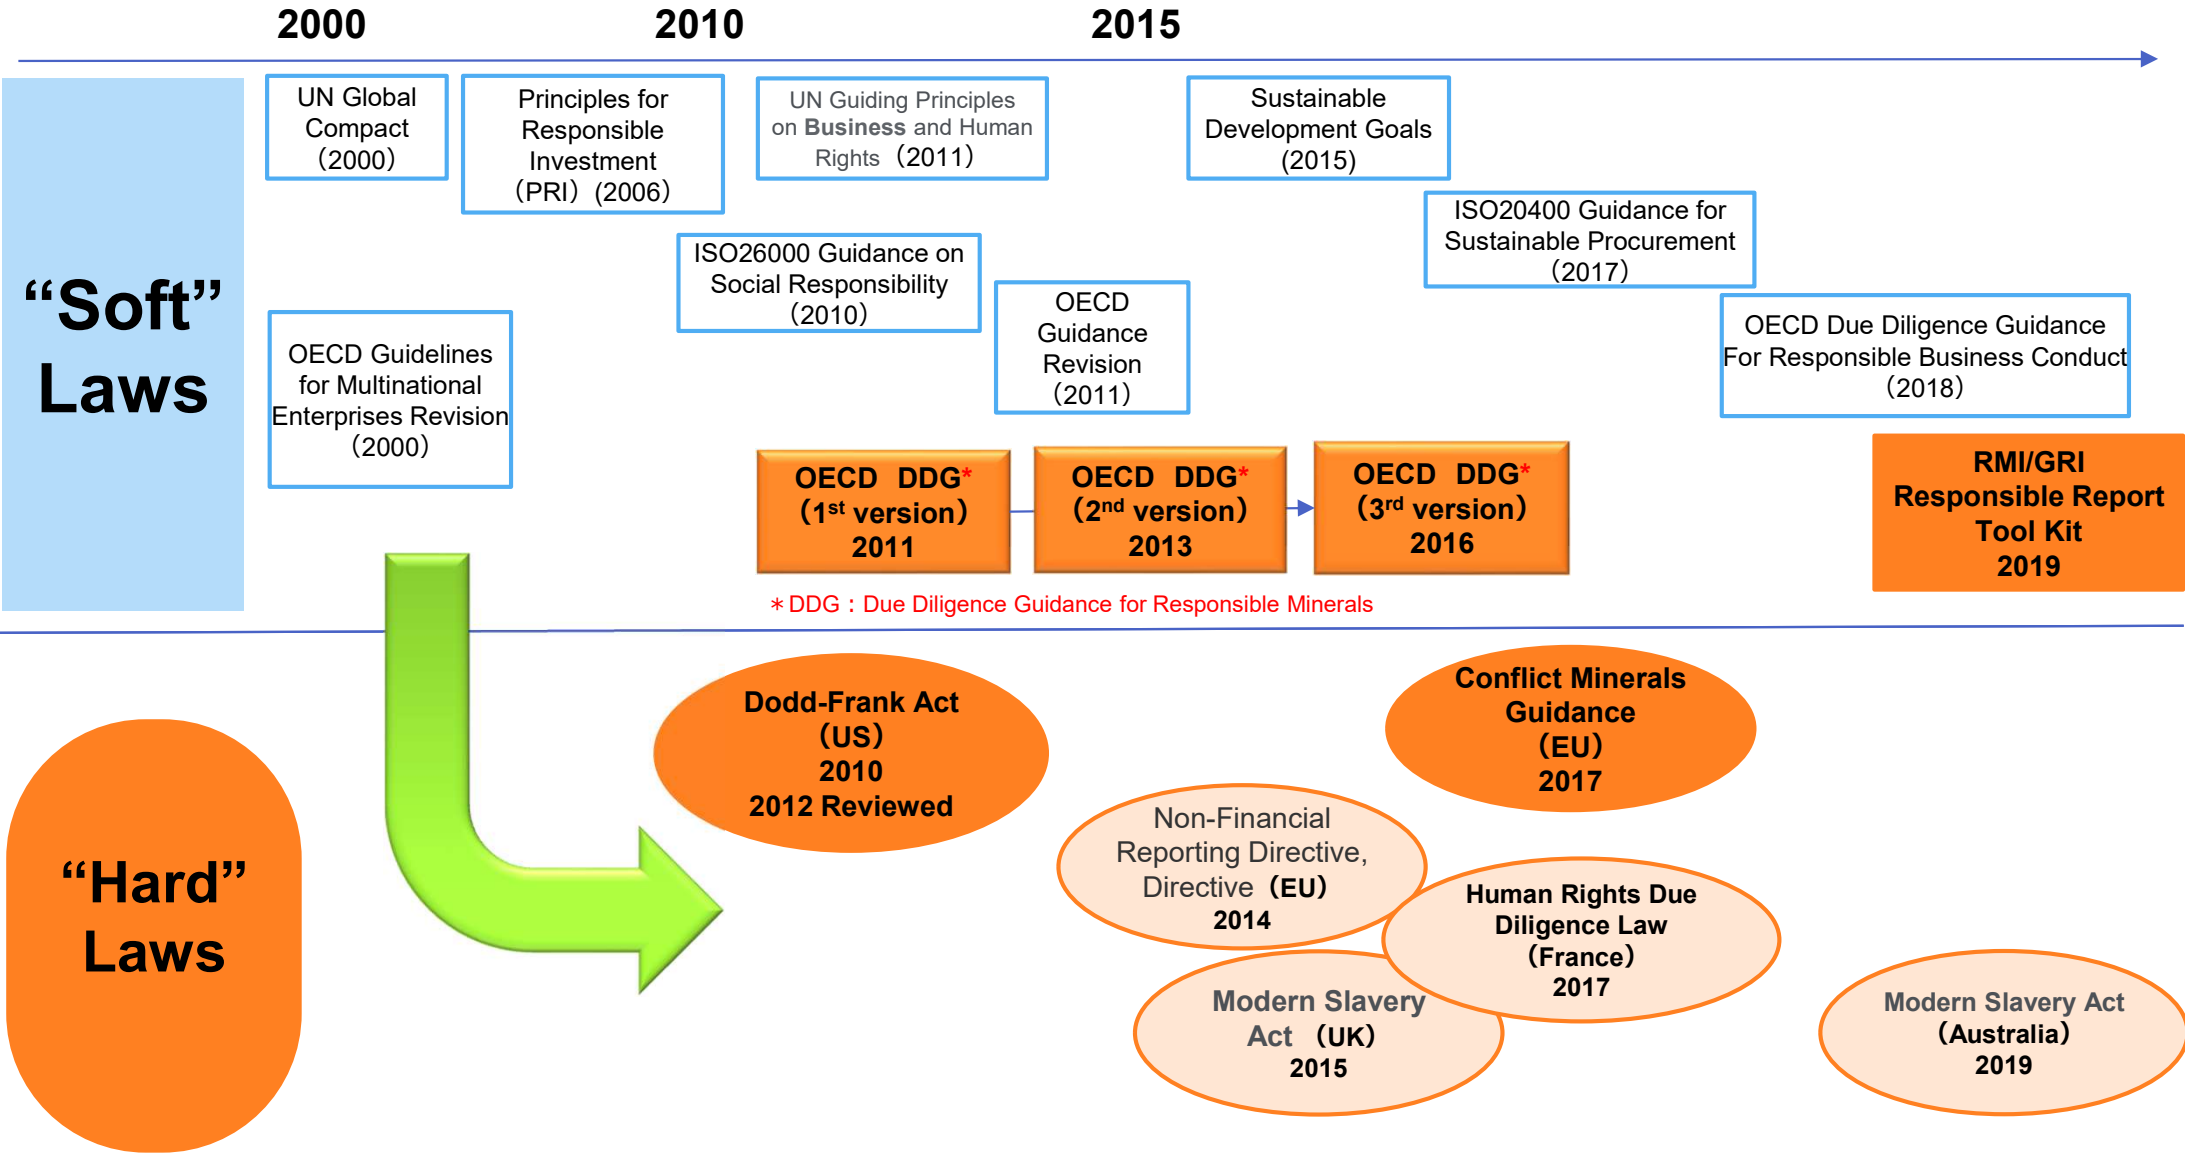 2000
2010
2015
“Soft”
Laws
UN Global
Compact
（2000）
Principles for
Responsible
Investment
（PRI）(2006）
UN Guiding Principles
on Business and Human
Rights（2011）
Sustainable
Development Goals
(2015)
ISO20400 Guidance for
Sustainable Procurement
（2017）
ISO26000 Guidance on
Social Responsibility
（2010）
OECD
Guidance
Revision
（2011）
OECD Due Diligence Guidance
For Responsible Business Conduct
（2018）
OECD Guidelines
for Multinational
Enterprises Revision
（2000）
OECD DDG*
（1st version）
2011
OECD DDG*
（2nd version）
2013
OECD DDG*
（3rd version）
2016
RMI/GRI
Responsible Report
Tool Kit
2019
＊DDG：Due Diligence Guidance for Responsible Minerals
“Hard”
Laws
Dodd-Frank Act
（US）
2010
2012 Reviewed
Conflict Minerals
Guidance
（EU）
2017
Non-Financial
Reporting Directive,
Directive（EU）
2014
Human Rights Due
Diligence Law
（France）
2017
Modern Slavery
Act （UK）
2015
Modern Slavery Act
（Australia）
2019